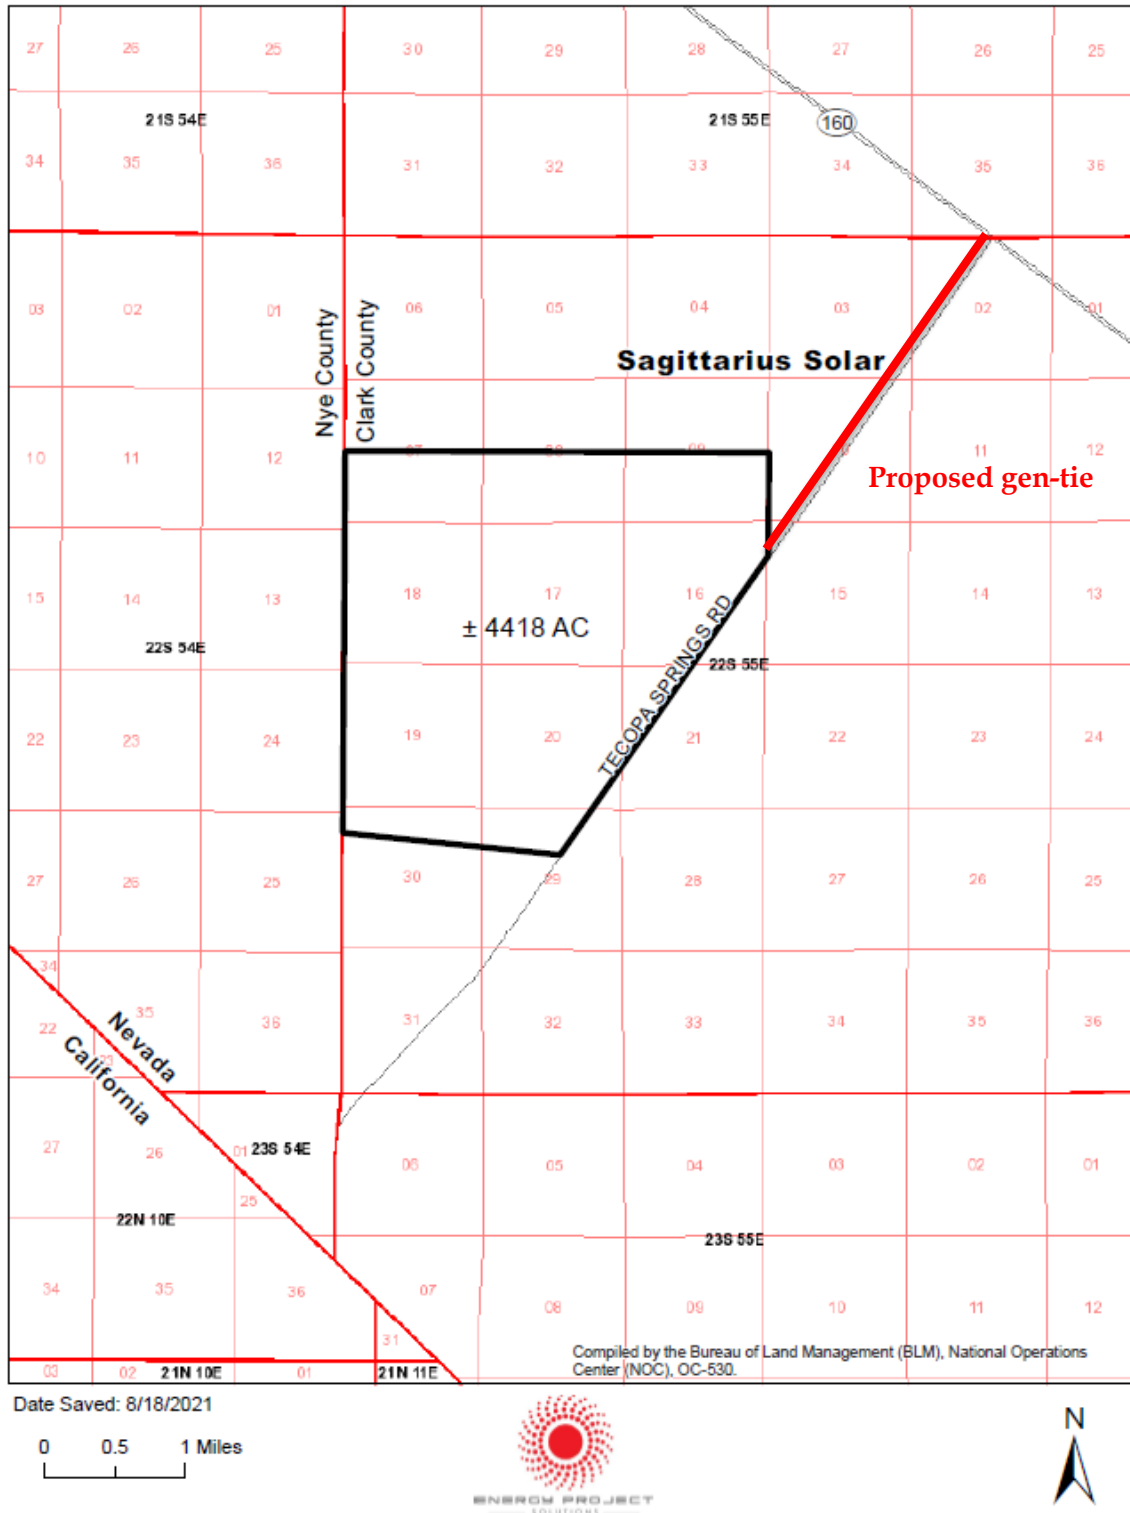 27 26 25 30 29 28 27 26 25
21S 54E 21S 55E 160
34 35 36 31 32 33 34 35 36
03 02 01 06 05 04 03 02 01
Nye County
Clark County
Sagittarius Solar
10 11 12 11 12
Proposed gen-tie
15 14 13 18 17 16 15 14 13
± 4418 AC
22S 54E 22S 55E
TECOPA SPRINGS RD
22 23 24 19 20 21 22 23 24
27 26 25 30 29 28 27 26 25
34
35 36 31 32 33 34 35 36
22 23
Nevada
California
27 26 01 23S 54E 06 05 04 03 02 01
25
22N 10E
23S 55E
34 35 36 07 08 09 10 11 12
31
Compiled by the Bureau of Land Management (BLM), National Operations
Center (NOC), OC-530.
03 02 21N 10E 01 21N 11E
Date Saved: 8/18/2021
0 0.5 1 Miles
N
ENERGY PROJECT
SOLUTIONS